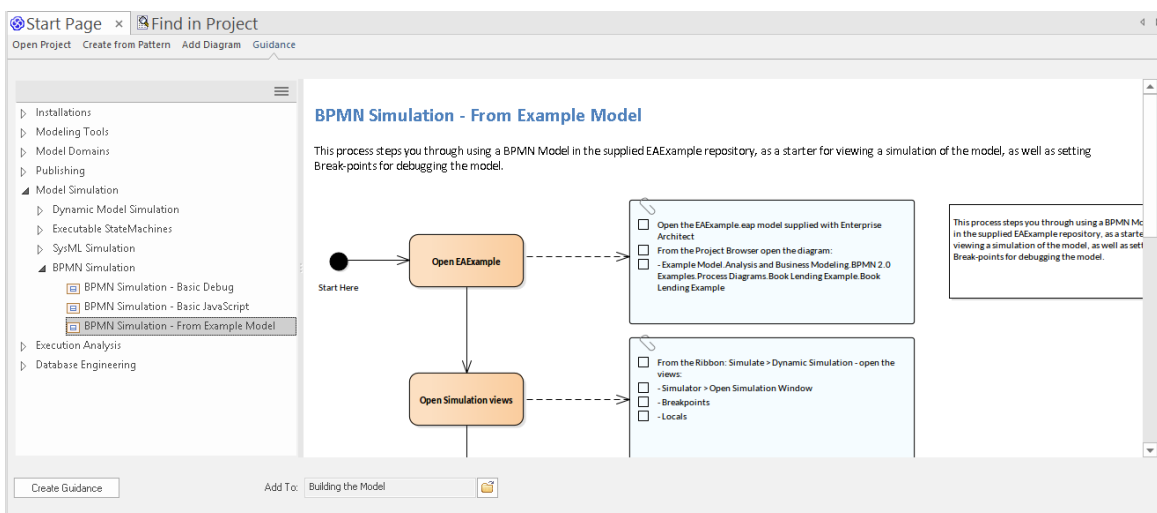 Start Page × Find in Project
Open Project Create from Pattern Add Diagram Guidance
Installations
Modeling Tools
Model Domains
Publishing
Model Simulation
Dynamic Model Simulation
Executable StateMachines
SysML Simulation
BPMN Simulation
BPMN Simulation - Basic Debug
BPMN Simulation - Basic JavaScript
BPMN Simulation - From Example Model
Execution Analysis
Database Engineering
BPMN Simulation - From Example Model
This process steps you through using a BPMN Model in the supplied EAExample repository, as a starter for viewing a simulation of the model, as well as setting
Break-points for debugging the model.
Start Here
Open EAExample
Open the EAExample.eap model supplied with Enterprise
Architect
From the Project Browser open the diagram:
- Example Model.Analysis and Business Modeling.BPMN 2.0
Examples.Process Diagrams.Book Lending Example.Book
Lending Example
This process steps you through using a BPMN Mo
in the supplied EAExample repository, as a starte
viewing a simulation of the model, as well as sett
Break-points for debugging the model.
Open Simulation views
From the Ribbon: Simulate > Dynamic Simulation - open the
views:
- Simulator > Open Simulation Window
- Breakpoints
- Locals
Create Guidance
Add To: Building the Model